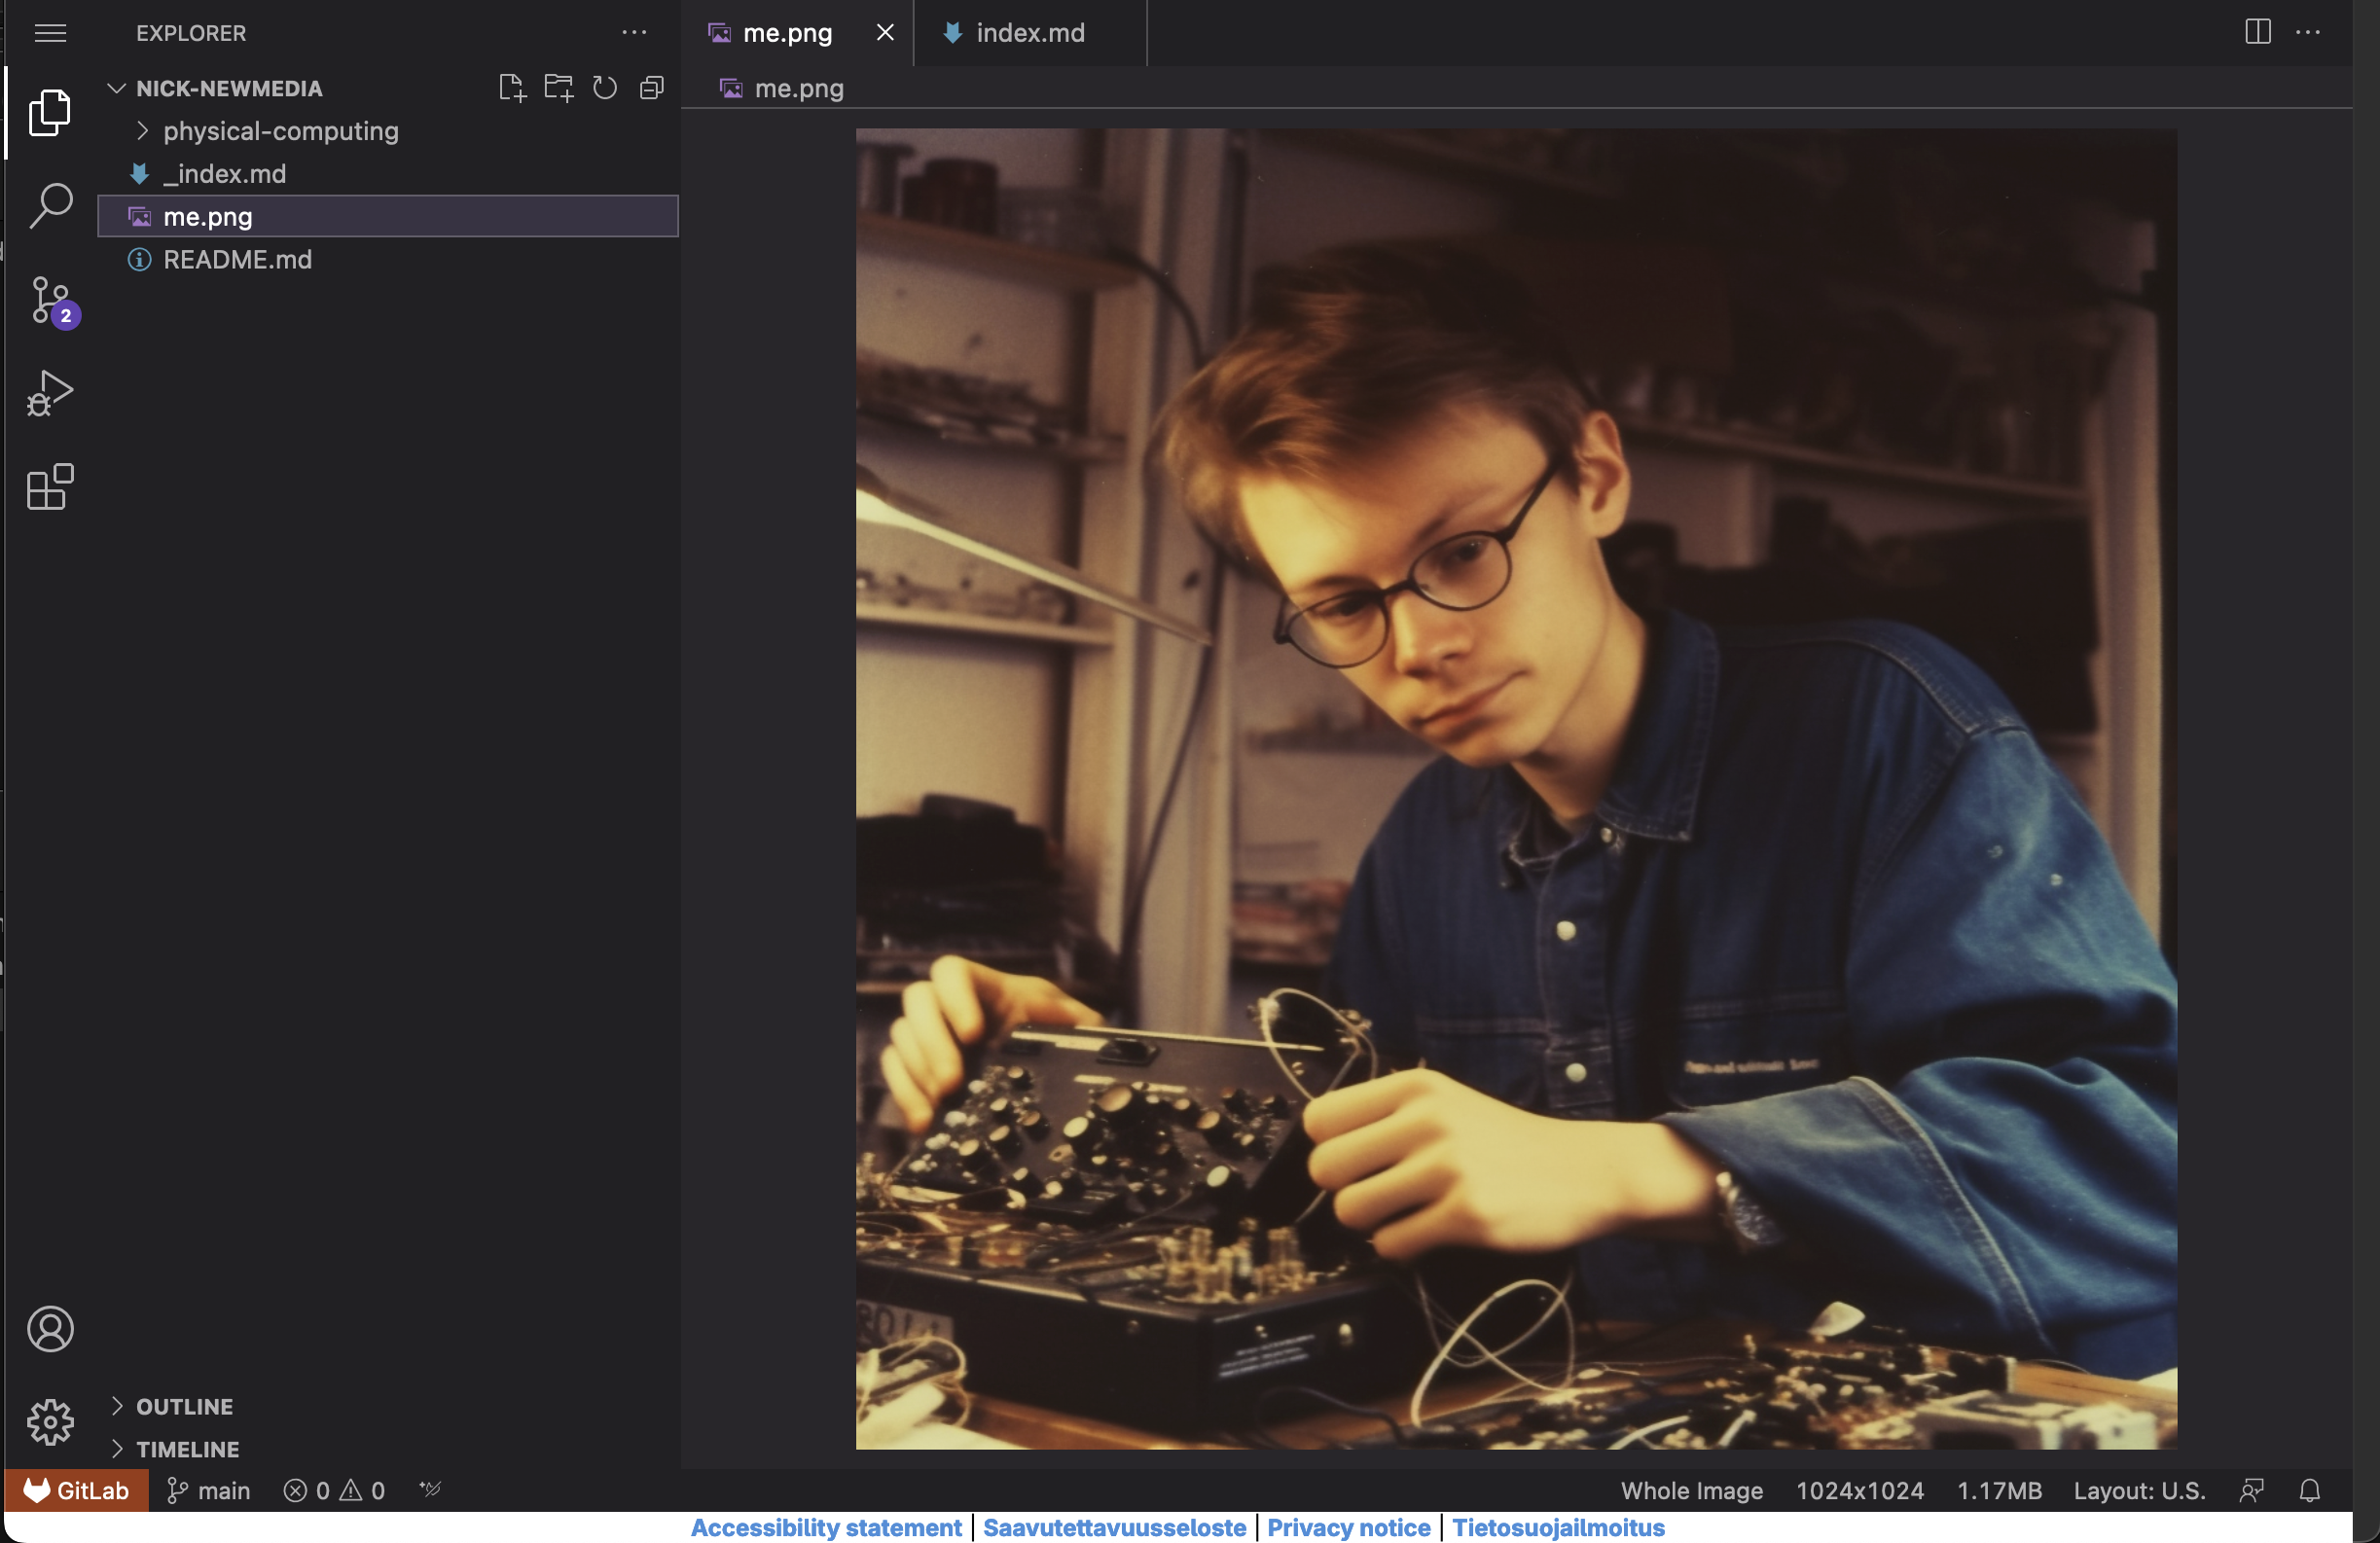 EXPLORER
me.png
index.md
NICK-NEWMEDIA
me.png
physical-computing
_index.md
me.png
README.md
2
OUTLINE
TIMELINE
GitLab main 0 0 Whole Image 1024x1024 1.17MB Layout: U.S.
Accessibility statement | Saavutettavuusseloste | Privacy notice | Tietosuojailmoitus